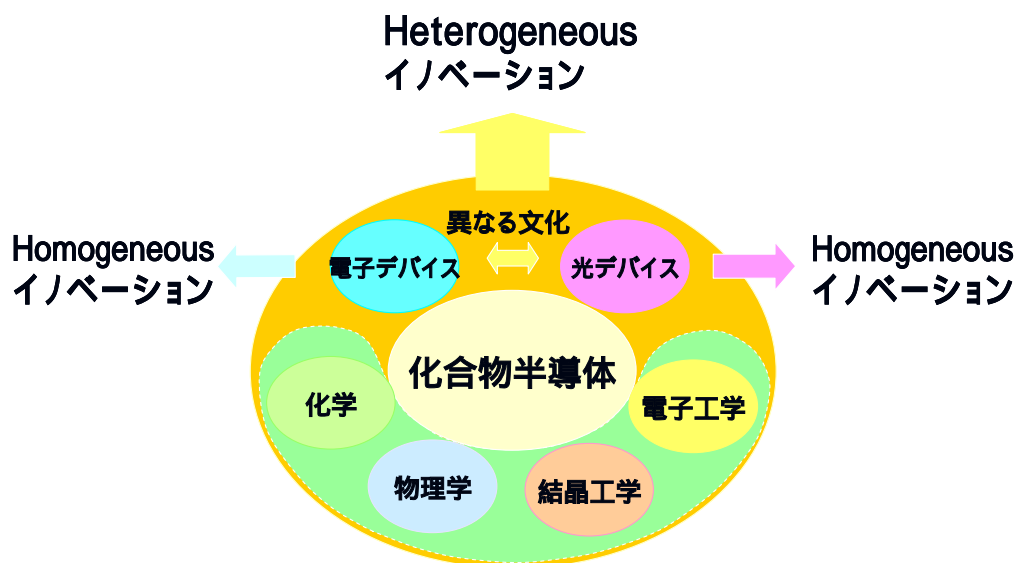 Heterogeneous
イノベーション
異なる文化
Homogeneous
イノベーション
電子デバイス
光デバイス
Homogeneous
イノベーション
化合物半導体
化学
電子工学
物理学
結晶工学